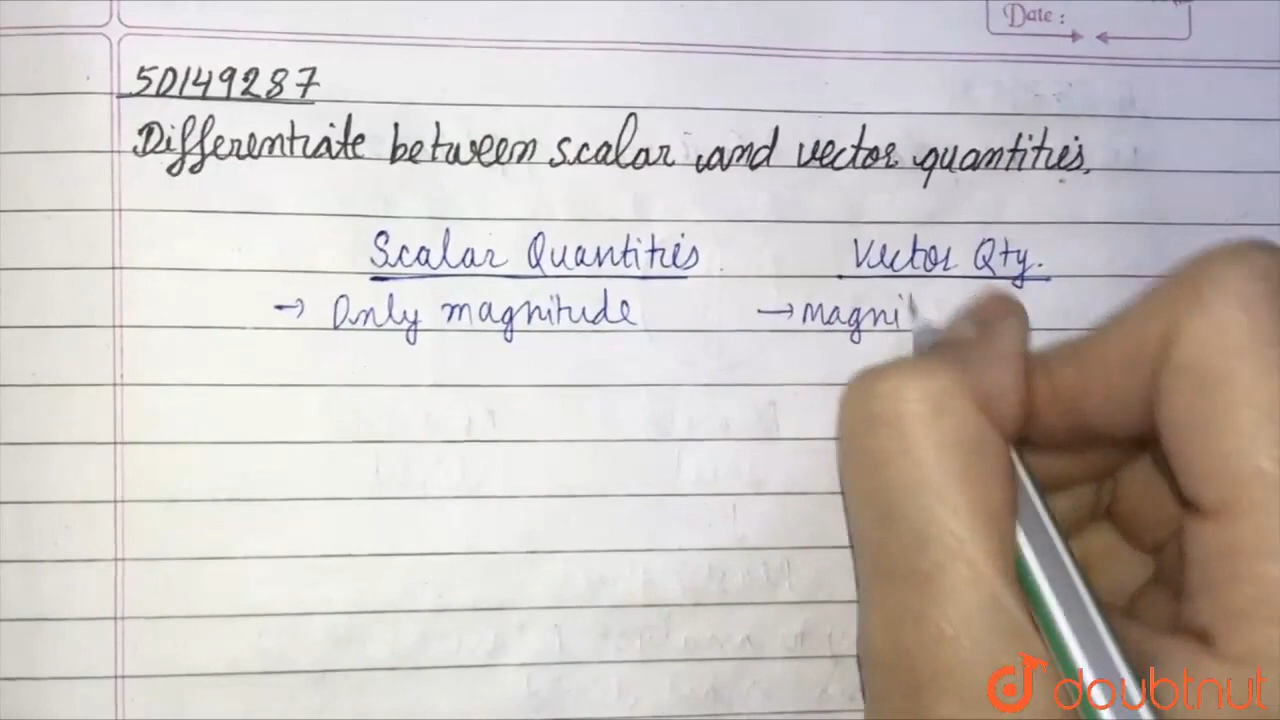 Date :
50149287
Differentiate between scalar and vector quantities.
Scalar Quantities Vector Qty.
→ Only magnitude → magni
doubtnut